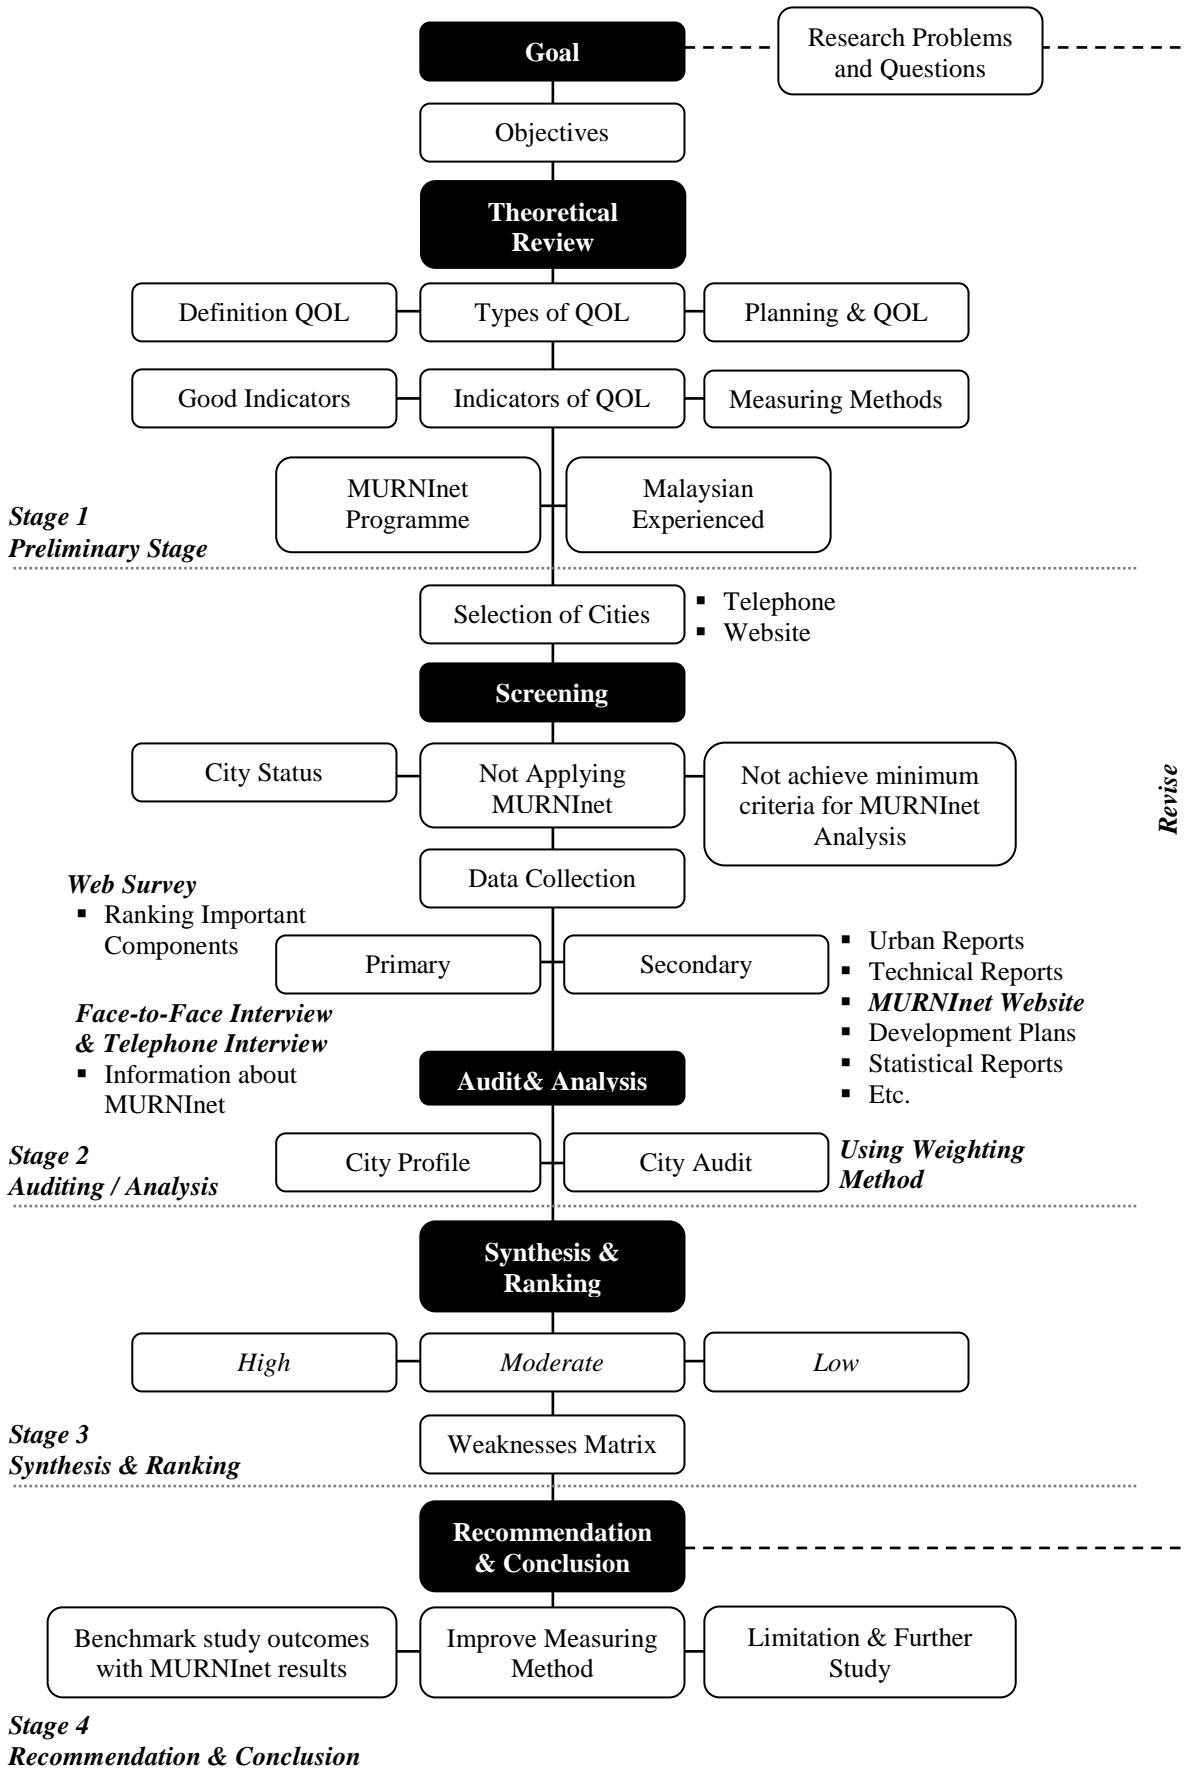 Goal
Research Problems
and Questions
Objectives
Theoretical
Review
Definition QOL
Types of QOL
Planning & QOL
Good Indicators
Indicators of QOL
Measuring Methods
MURNInet
Programme
Malaysian
Experienced
Stage 1
Preliminary Stage
Selection of Cities
▪ Telephone
▪ Website
Screening
City Status
Not Applying
MURNInet
Not achieve minimum
criteria for MURNInet
Analysis
Revise
Data Collection
Web Survey
▪ Ranking Important
Components
Primary
Secondary
▪ Urban Reports
▪ Technical Reports
▪ MURNInet Website
▪ Development Plans
▪ Statistical Reports
▪ Etc.
Face-to-Face Interview
& Telephone Interview
▪ Information about
MURNInet
Audit& Analysis
City Profile
City Audit
Using Weighting
Method
Stage 2
Auditing / Analysis
Synthesis &
Ranking
High
Moderate
Low
Weaknesses Matrix
Stage 3
Synthesis & Ranking
Recommendation
& Conclusion
Benchmark study outcomes
with MURNInet results
Improve Measuring
Method
Limitation & Further
Study
Stage 4
Recommendation & Conclusion